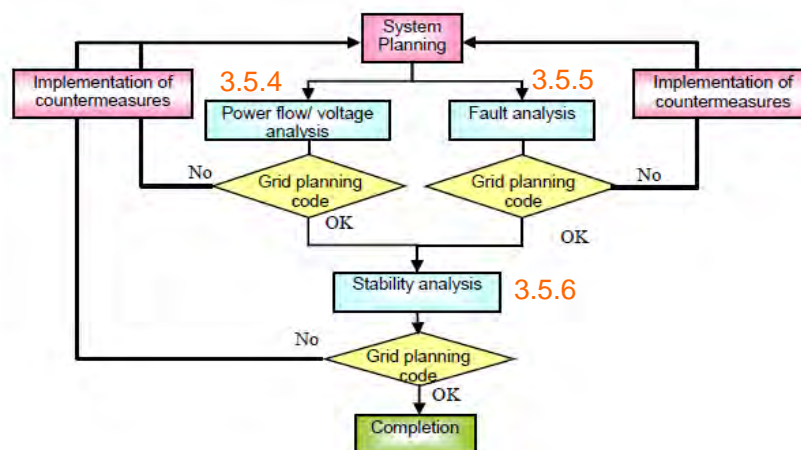 System
Planning
3.5.4
3.5.5
Implementation of
countermeasures
Implementation of
countermeasures
Power flow/ voltage
analysis
Fault analysis
No
Grid planning
code
Grid planning
code
No
OK
OK
Stability analysis
3.5.6
No
Grid planning
code
OK
Completion